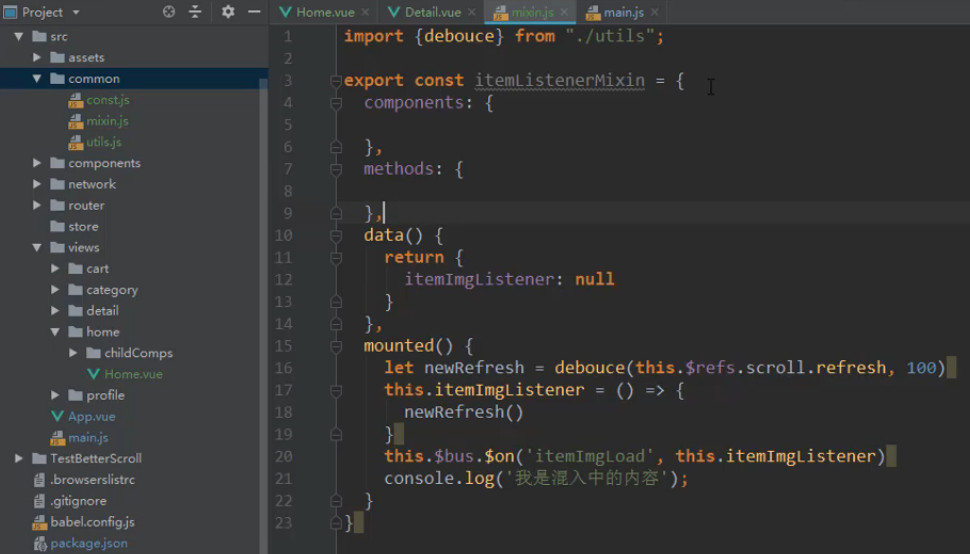 Project
src
assets
common
const.js
mixin.js
utils.js
components
network
router
store
views
cart
category
detail
home
childComps
Home.vue
profile
App.vue
main.js
TestBetterScroll
.browserslistrc
.gitignore
babel.config.js
package.json
Home.vue × Detail.vue × mixin.js × main.js ×
1 import {debouce} from "./utils";
2
3 export const itemListenerMixin = {
4 components: {
5
6 },
7 methods: {
8
9 },
10 data() {
11 return {
12 itemImgListener: null
13 }
14 },
15 mounted() {
16 let newRefresh = debouce(this.$refs.scroll.refresh, 100)
17 this.itemImgListener = () => {
18 newRefresh()
19 }
20 this.$bus.$on('itemImgLoad', this.itemImgListener)
21 console.log('我是混入中的内容');
22 }
23 }